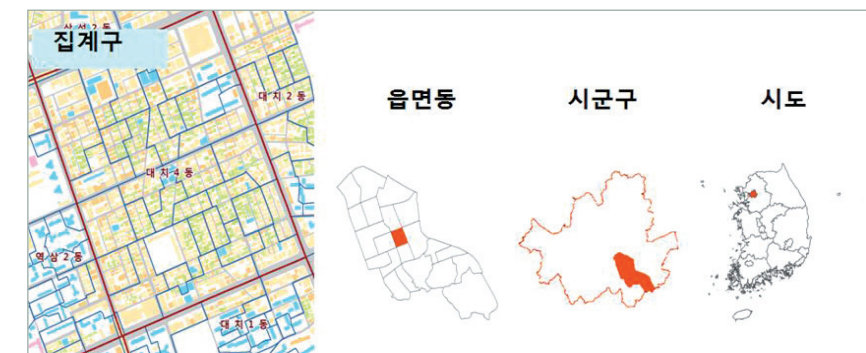 삼성2동
집계구
대치2동
대치4동
역삼2동
대치1동
읍면동
시군구
시도